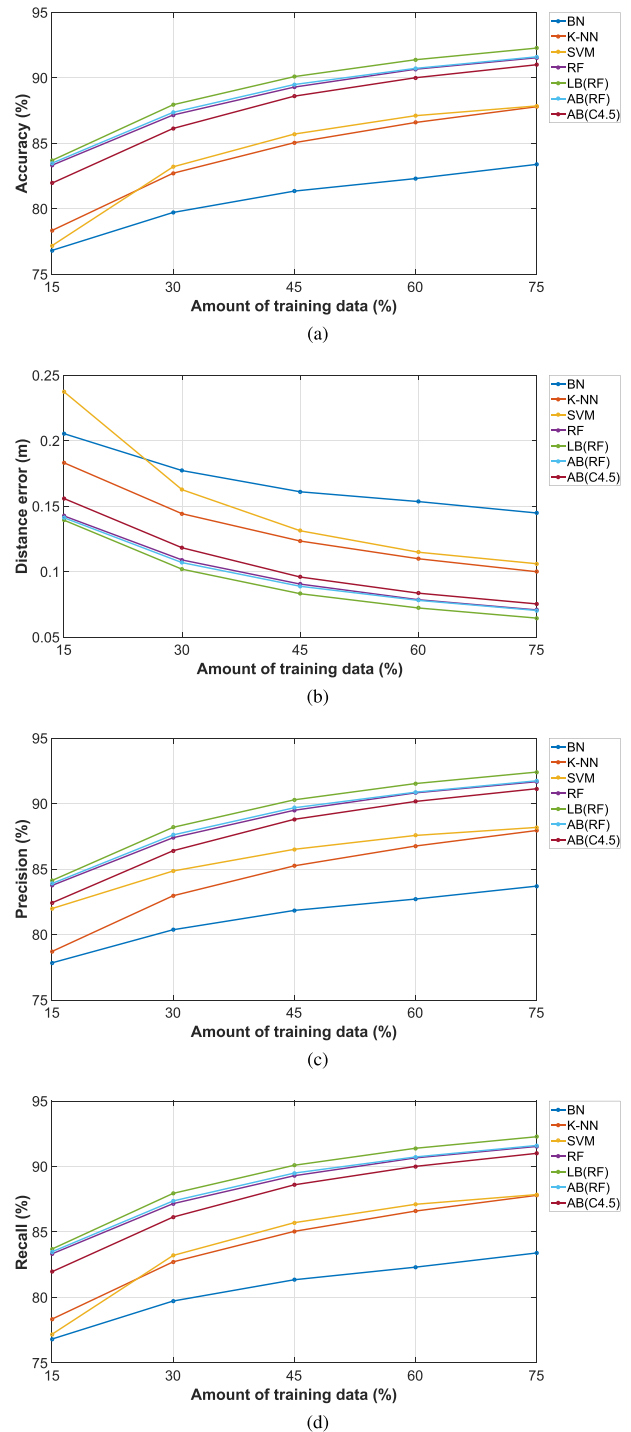 95
90
85
80
75
Accuracy (%)
15 30 45 60 75
Amount of training data (%)
BN
K-NN
SVM
RF
LB(RF)
AB(RF)
AB(C4.5)
(a)
0.25
0.2
0.15
0.1
0.05
Distance error (m)
15 30 45 60 75
Amount of training data (%)
BN
K-NN
SVM
RF
LB(RF)
AB(RF)
AB(C4.5)
(b)
95
90
85
80
75
Precision (%)
15 30 45 60 75
Amount of training data (%)
BN
K-NN
SVM
RF
LB(RF)
AB(RF)
AB(C4.5)
(c)
95
90
85
80
75
Recall (%)
15 30 45 60 75
Amount of training data (%)
BN
K-NN
SVM
RF
LB(RF)
AB(RF)
AB(C4.5)
(d)